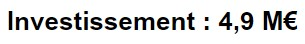 Investissement : 4,9 M€